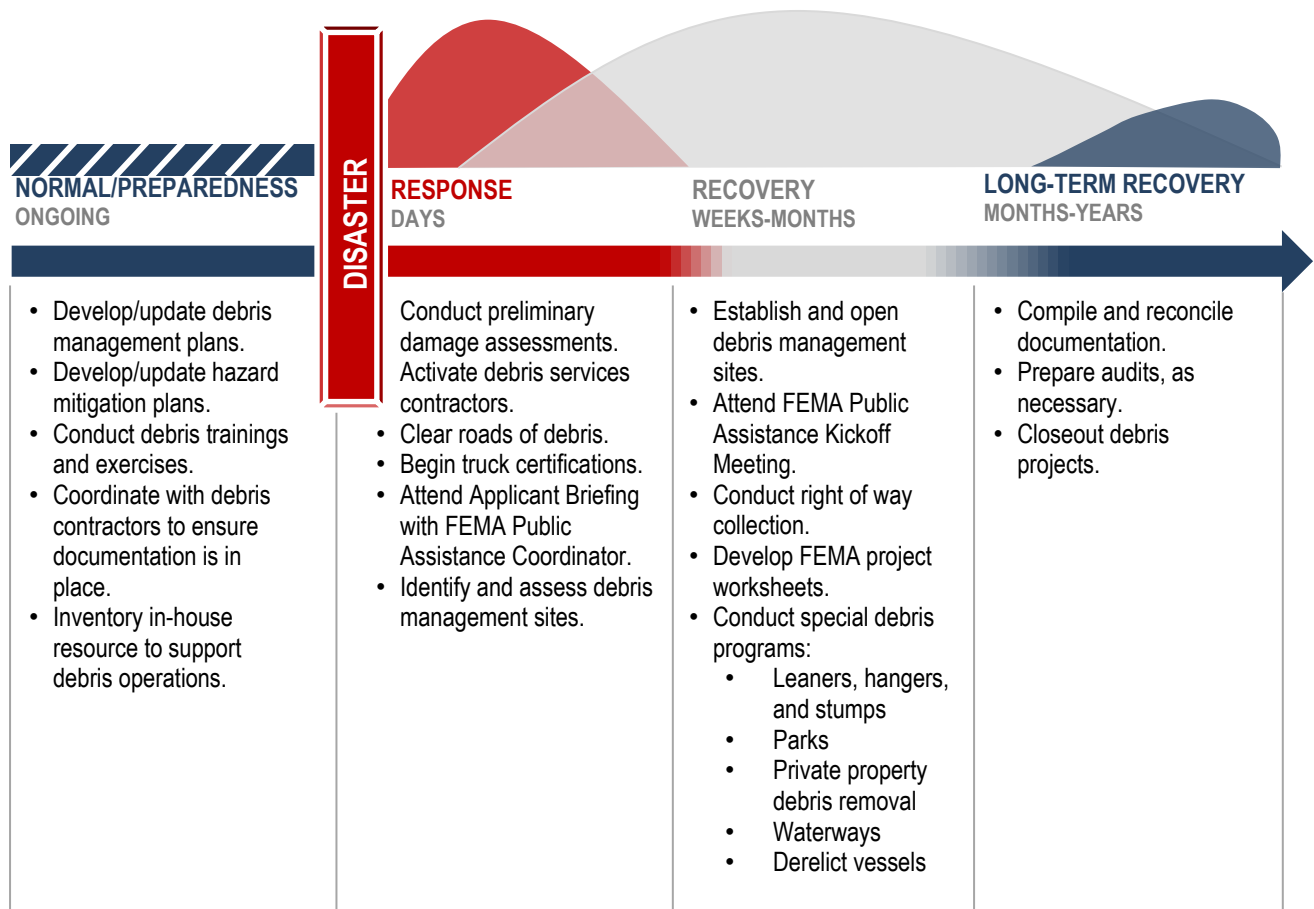 NORMAL/PREPAREDNESS
ONGOING
• Develop/update debris
management plans.
• Develop/update hazard
mitigation plans.
• Conduct debris trainings
and exercises.
• Coordinate with debris
contractors to ensure
documentation is in
place.
• Inventory in-house
resource to support
debris operations.
DISASTER
RESPONSE
DAYS
Conduct preliminary
damage assessments.
Activate debris services
contractors.
• Clear roads of debris.
• Begin truck certifications.
• Attend Applicant Briefing
with FEMA Public
Assistance Coordinator.
• Identify and assess debris
management sites.
RECOVERY
WEEKS-MONTHS
• Establish and open
debris management
sites.
• Attend FEMA Public
Assistance Kickoff
Meeting.
• Conduct right of way
collection.
• Develop FEMA project
worksheets.
• Conduct special debris
programs:
• Leaners, hangers,
and stumps
• Parks
• Private property
debris removal
• Waterways
• Derelict vessels
LONG-TERM RECOVERY
MONTHS-YEARS
• Compile and reconcile
documentation.
• Prepare audits, as
necessary.
• Closeout debris
projects.